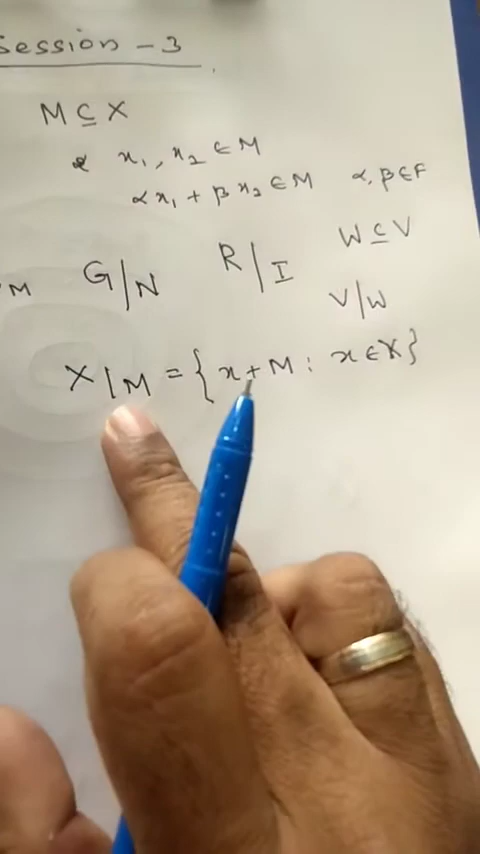 Session - 3
M ⊆ X
& x₁, x₂ ∈ M
αx₁ + βx₂ ∈ M α, β ∈ F
W ⊆ V
M G/N R/I V/W
X/M = { x + M : x ∈ X }